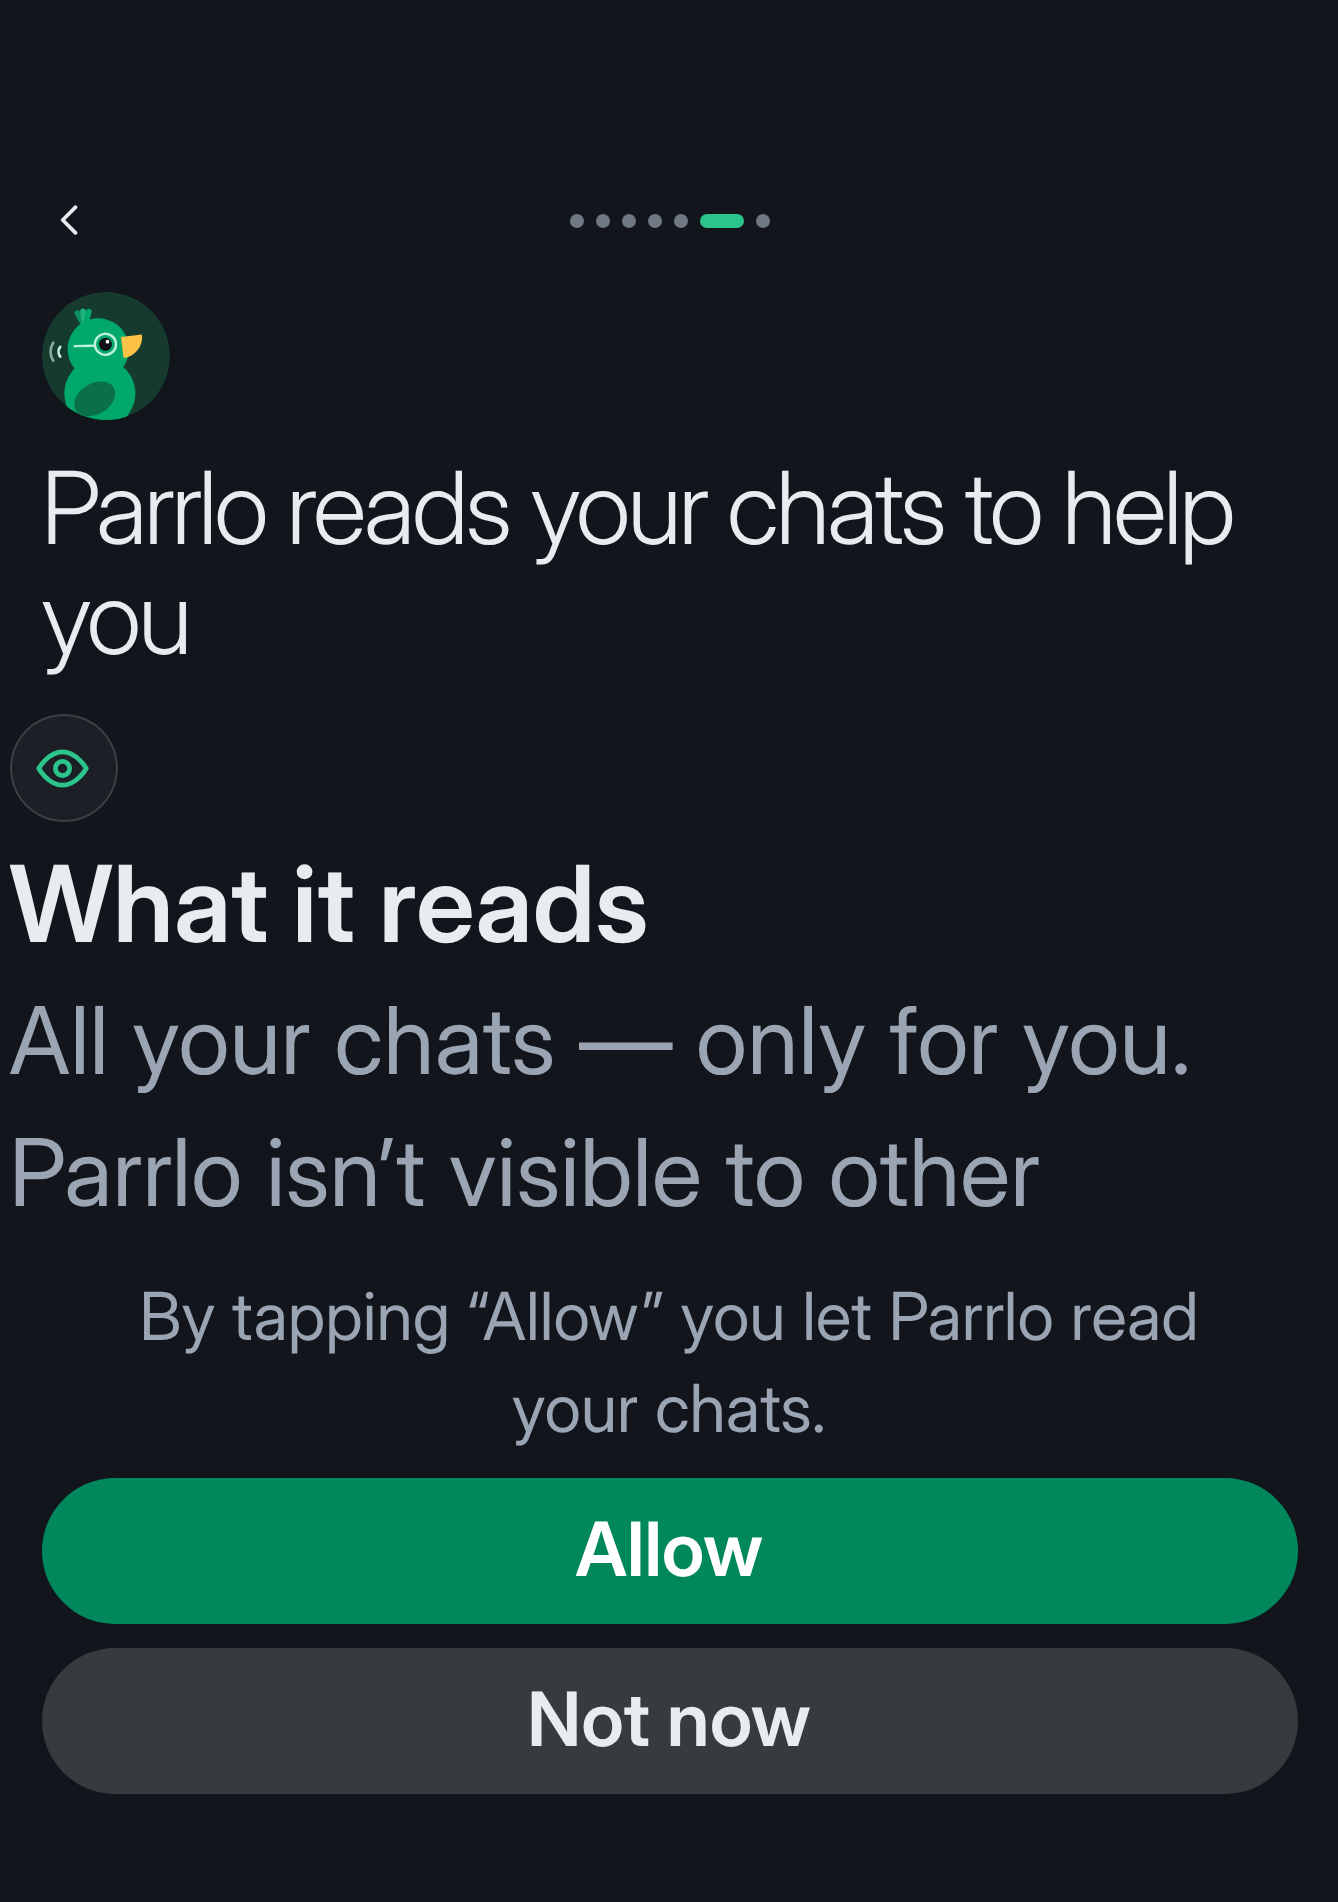 Parrlo reads your chats to help
you
What it reads
All your chats — only for you.
Parrlo isn’t visible to other
By tapping “Allow” you let Parrlo read
your chats.
Allow
Not now